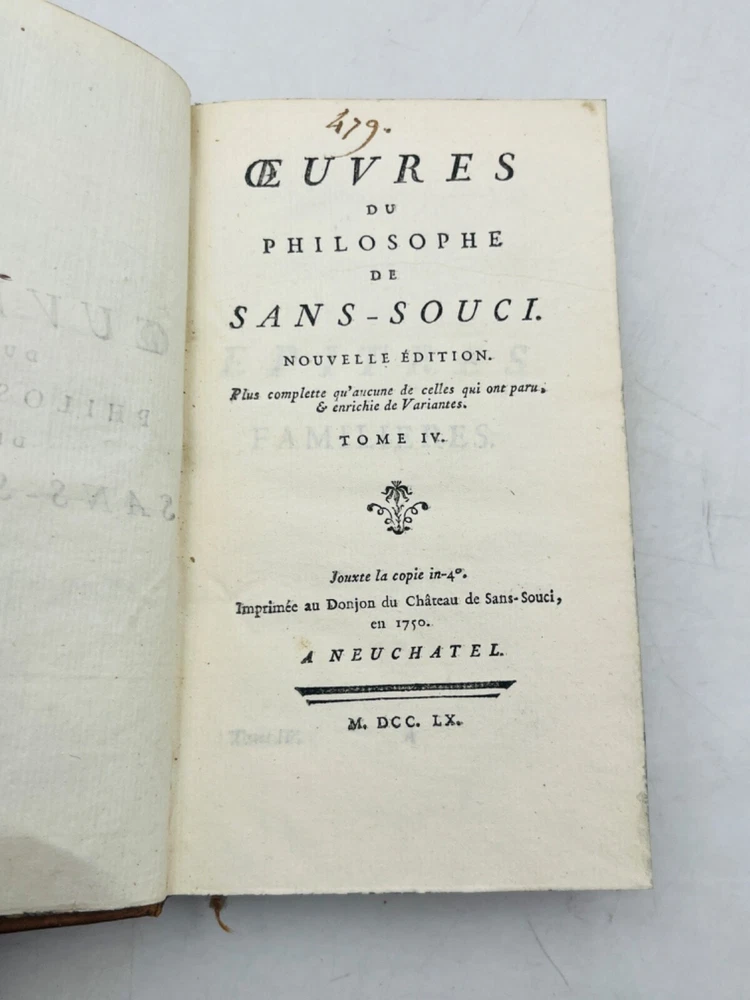 479.
ŒUVRES
DU
PHILOSOPHE
DE
SANS-SOUCI.
NOUVELLE ÉDITION.
Plus complette qu'aucune de celles qui ont paru,
& enrichie de Variantes.
TOME IV.
Jouxte la copie in-4°.
Imprimée au Donjon du Château de Sans-Souci,
en 1750.
A NEUCHATEL.
M. DCC. LX.